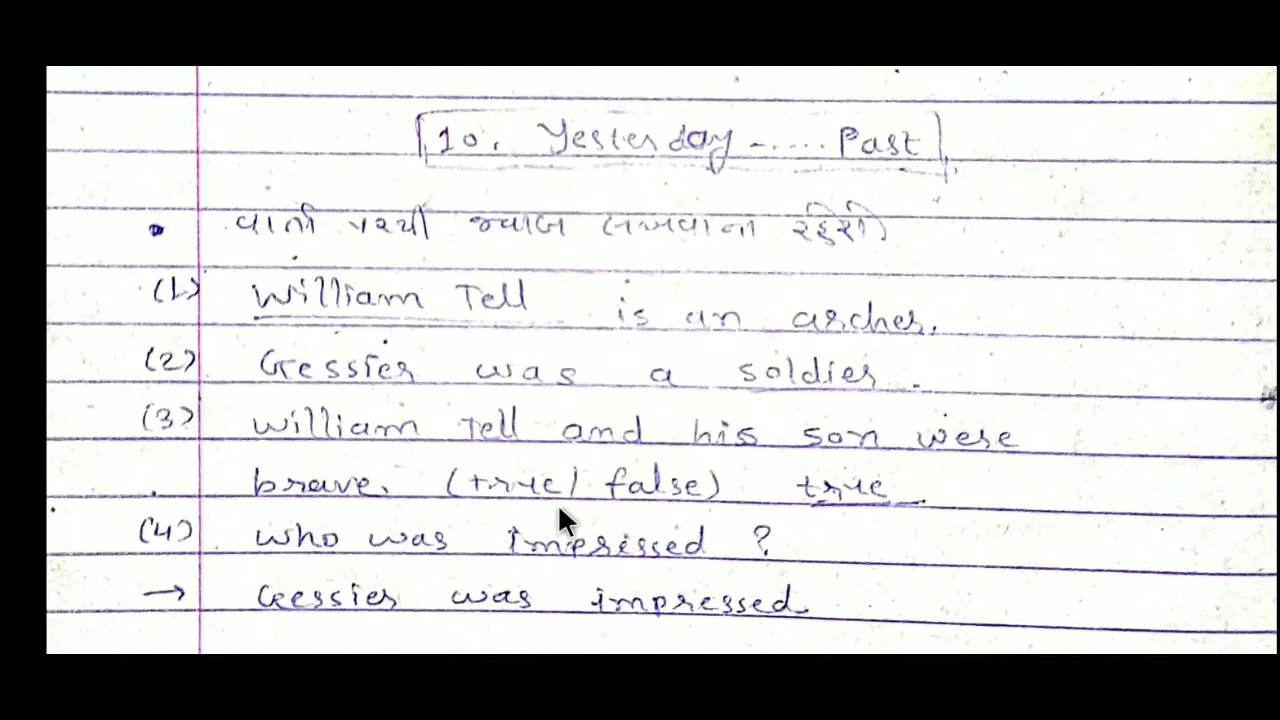 10. Yesterday ..... Past
• વાર્તા પરથી જવાબ લખવાના રહેશે
(1) William Tell is an archer.
(2) Gessler was a soldier.
(3) William Tell and his son were
brave. (true/ false) true
(4) who was impressed ?
→ Gessler was impressed